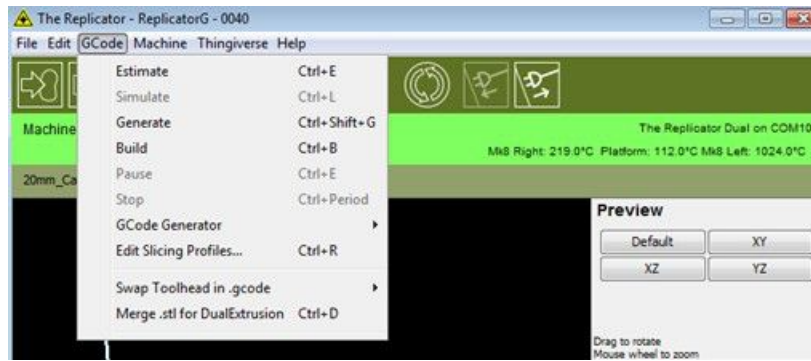 The Replicator - ReplicatorG - 0040
File Edit GCode Machine Thingiverse Help
Estimate Ctrl+E
Simulate Ctrl+L
Generate Ctrl+Shift+G
Build Ctrl+B
Pause Ctrl+E
Stop Ctrl+Period
GCode Generator
Edit Slicing Profiles... Ctrl+R
Swap Toolhead in .gcode
Merge .stl for DualExtrusion Ctrl+D
Machine
The Replicator Dual on COM10
Mk8 Right: 219.0°C Platform: 112.0°C Mk8 Left: 1024.0°C
20mm_Ca
Preview
Default XY
XZ YZ
Drag to rotate
Mouse wheel to zoom